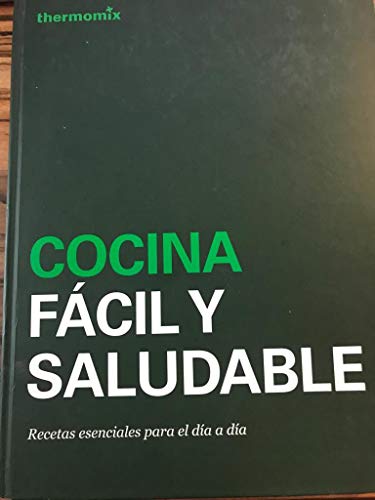 thermomix
COCINA
FÁCIL Y
SALUDABLE
Recetas esenciales para el día a día